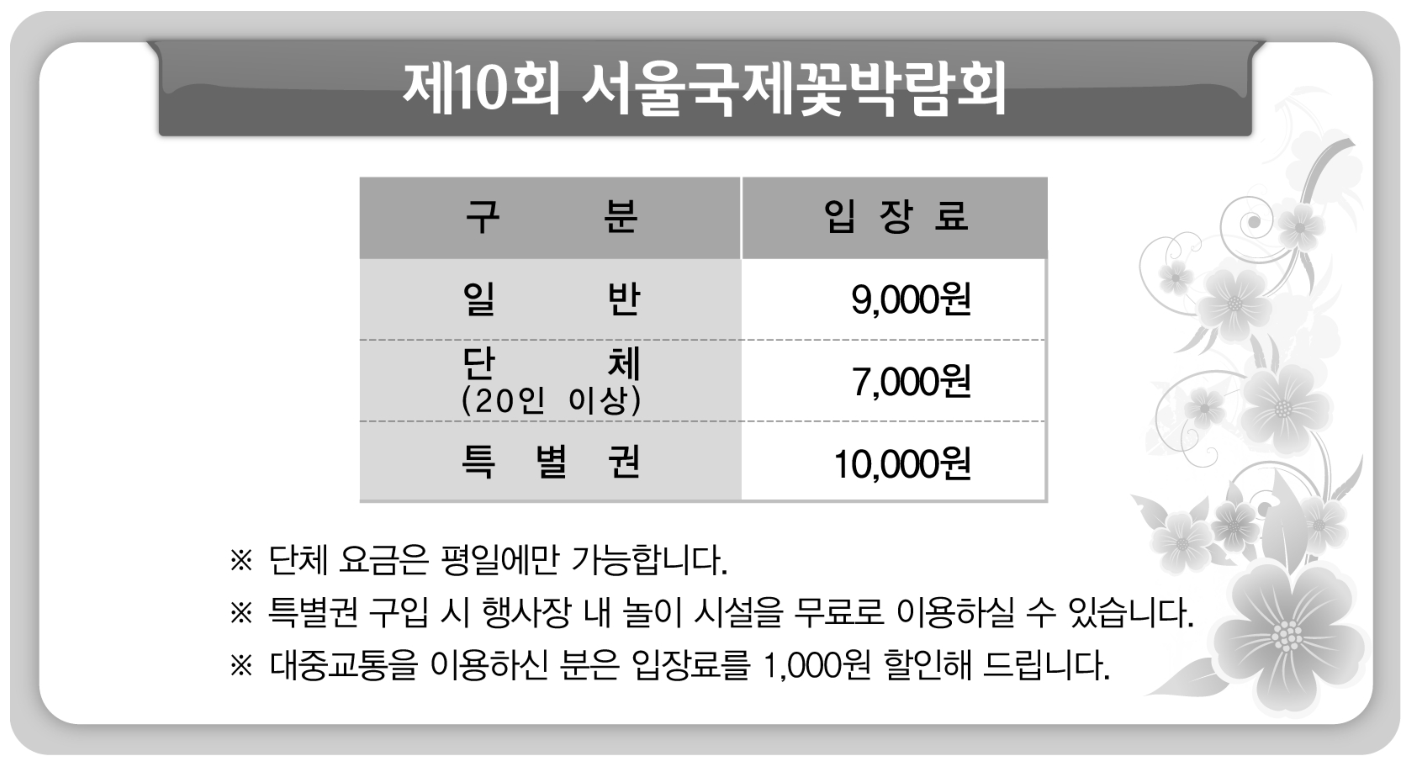 제10회 서울국제꽃박람회
구 분 입 장 료
일 반 9,000원
단 체
(20인 이상) 7,000원
특 별 권 10,000원
※ 단체 요금은 평일에만 가능합니다.
※ 특별권 구입 시 행사장 내 놀이 시설을 무료로 이용하실 수 있습니다.
※ 대중교통을 이용하신 분은 입장료를 1,000원 할인해 드립니다.